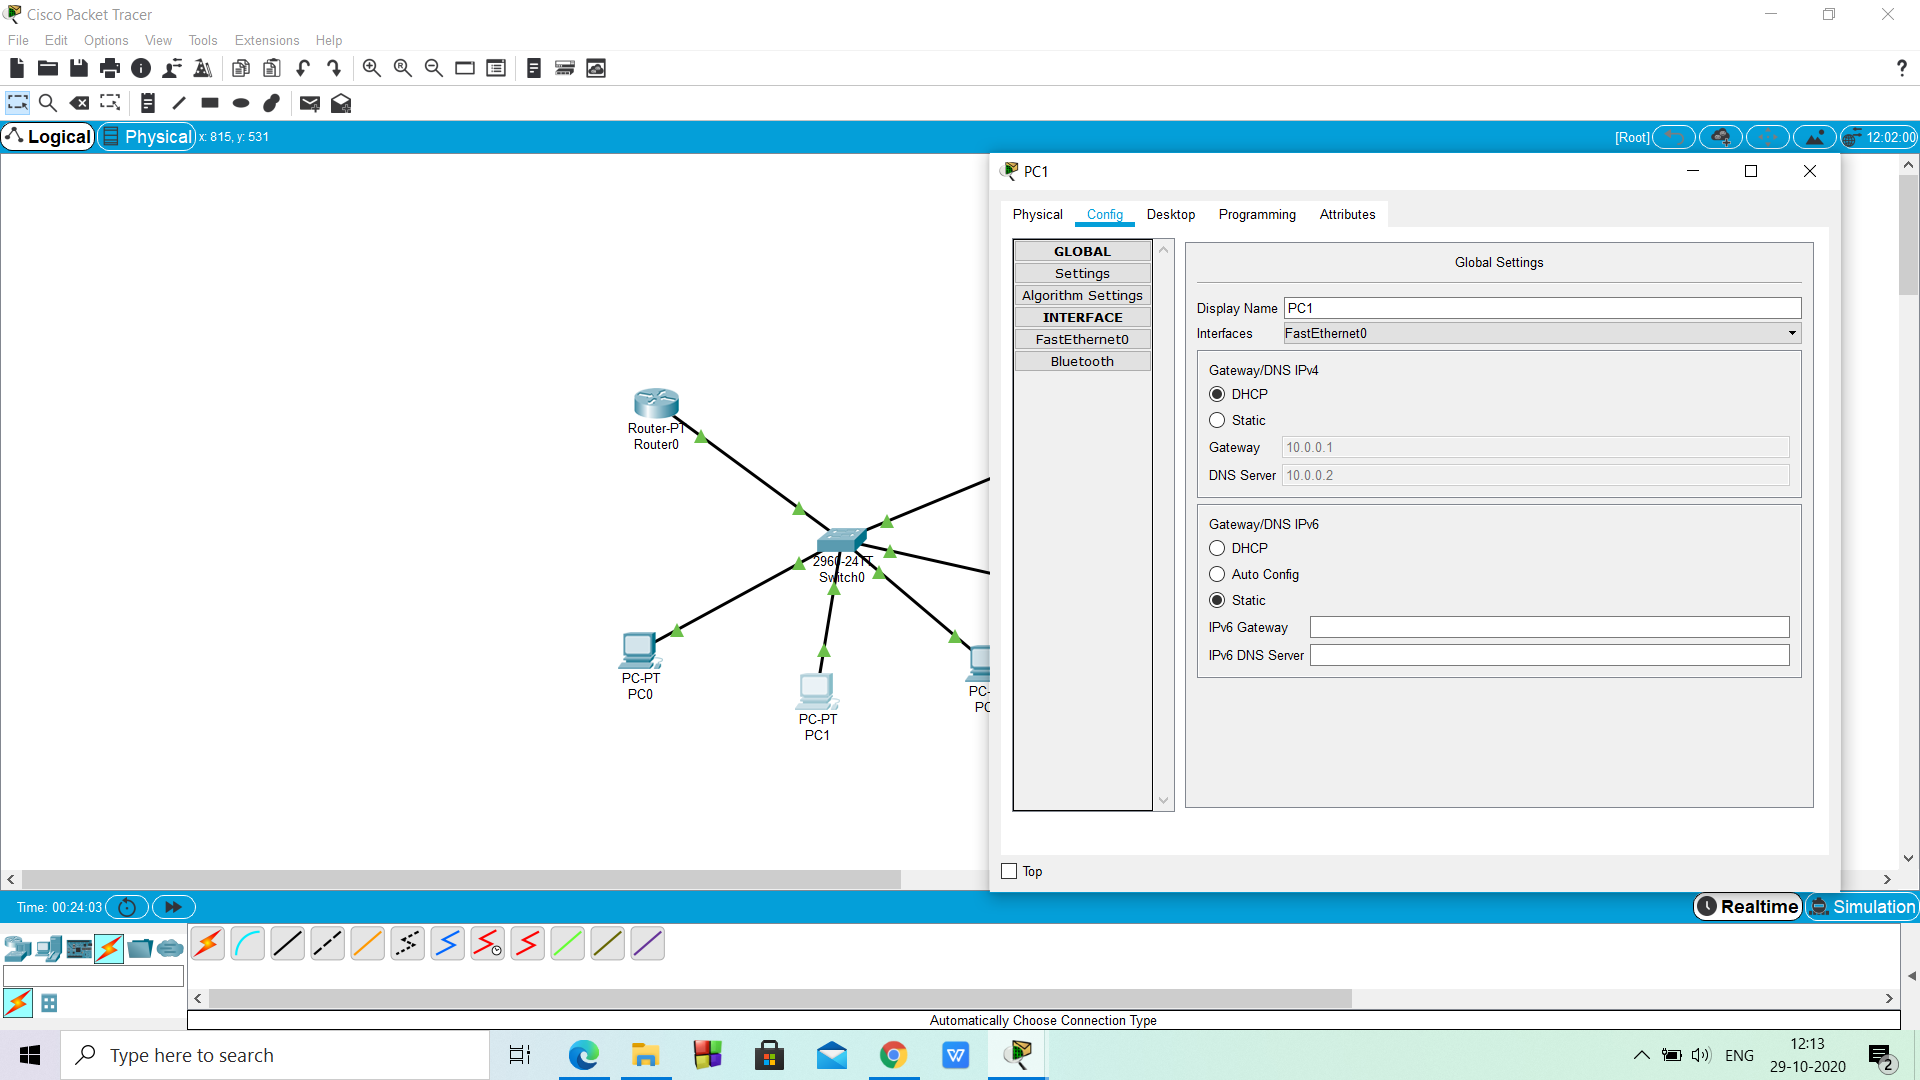 Cisco Packet Tracer
File Edit Options View Tools Extensions Help
?
Logical Physical x: 815, y: 531
[Root] 12:02:00
PC1
Physical Config Desktop Programming Attributes
GLOBAL
Settings
Algorithm Settings
INTERFACE
FastEthernet0
Bluetooth
Global Settings
Display Name PC1
Interfaces FastEthernet0
Gateway/DNS IPv4
DHCP
Static
Gateway 10.0.0.1
DNS Server 10.0.0.2
Gateway/DNS IPv6
DHCP
Auto Config
Static
IPv6 Gateway
IPv6 DNS Server
Top
Router-PT
Router0
2960-24TT
Switch0
PC-PT
PC0
PC-PT
PC1
PC-
PC
Time: 00:24:03
Realtime Simulation
Automatically Choose Connection Type
Type here to search
ENG
12:13
29-10-2020
2